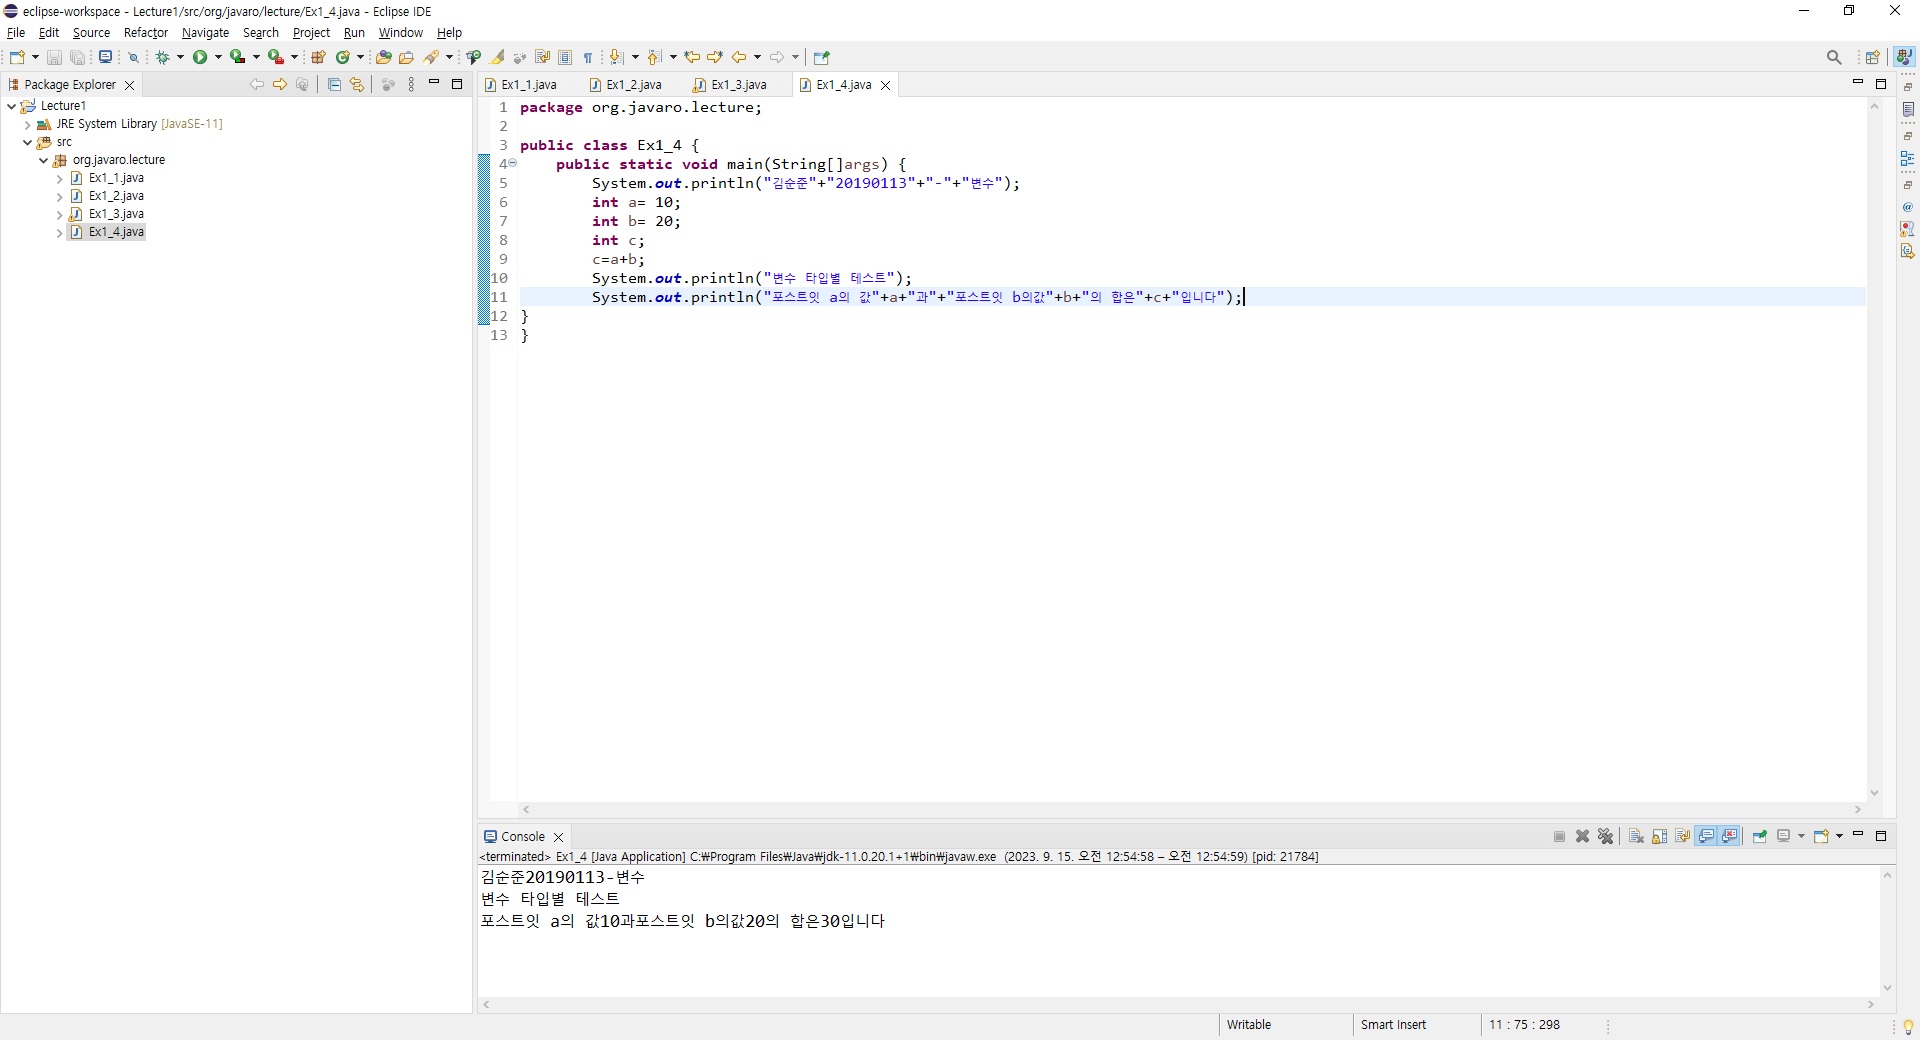 eclipse-workspace - Lecture1/src/org/javaro/lecture/Ex1_4.java - Eclipse IDE
File Edit Source Refactor Navigate Search Project Run Window Help
Package Explorer
Lecture1
JRE System Library [JavaSE-11]
src
org.javaro.lecture
Ex1_1.java
Ex1_2.java
Ex1_3.java
Ex1_4.java
Ex1_1.java Ex1_2.java Ex1_3.java Ex1_4.java
1 package org.javaro.lecture;
2
3 public class Ex1_4 {
4 public static void main(String[]args) {
5 System.out.println("김순준"+"20190113"+"-"+"변수");
6 int a= 10;
7 int b= 20;
8 int c;
9 c=a+b;
10 System.out.println("변수 타입별 테스트");
11 System.out.println("포스트잇 a의 값"+a+"과"+"포스트잇 b의값"+b+"의 합은"+c+"입니다");
12 }
13 }
Console
<terminated> Ex1_4 [Java Application] C:₩Program Files₩Java₩jdk-11.0.20.1+1₩bin₩javaw.exe (2023. 9. 15. 오전 12:54:58 – 오전 12:54:59) [pid: 21784]
김순준20190113-변수
변수 타입별 테스트
포스트잇 a의 값10과포스트잇 b의값20의 합은30입니다
Writable Smart Insert 11 : 75 : 298